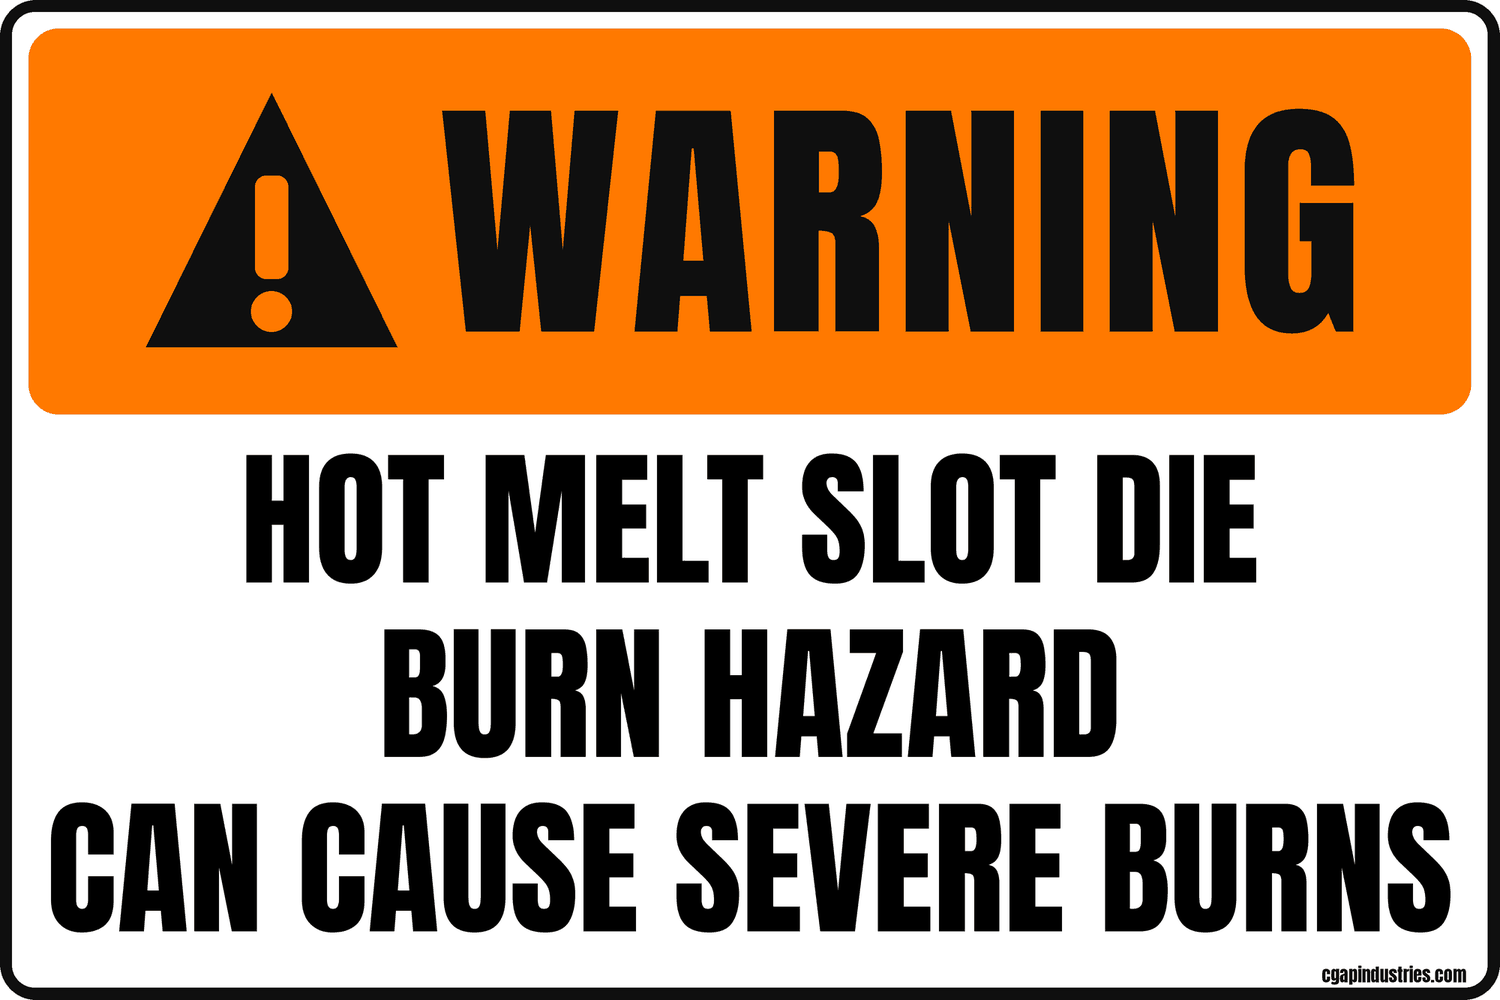 WARNING
HOT MELT SLOT DIE
BURN HAZARD
CAN CAUSE SEVERE BURNS
cgapindustries.com